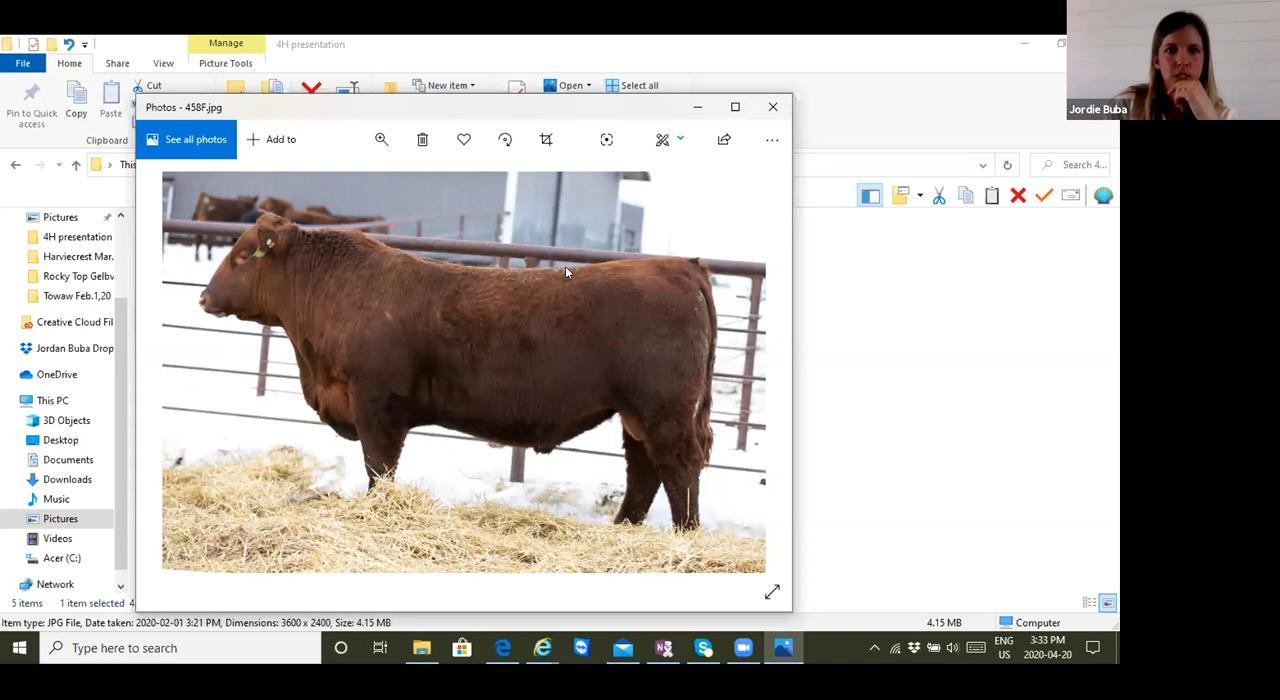 Manage
4H presentation
File
Home
Share
View
Picture Tools
Pin to Quick
access
Copy
Paste
Cut
New item
Open
Select all
Clipboard
Photos - 458F.jpg
See all photos
Add to
Jordie Buba
This
Search 4...
Pictures
4H presentation
Harviecrest Mar.
Rocky Top Gelbv
Towaw Feb.1,20
Creative Cloud Fil
Jordan Buba Drop
OneDrive
This PC
3D Objects
Desktop
Documents
Downloads
Music
Pictures
Videos
Acer (C:)
Network
5 items
1 item selected 4
Item type: JPG File, Date taken: 2020-02-01 3:21 PM, Dimensions: 3600 x 2400, Size: 4.15 MB
4.15 MB
Computer
Type here to search
ENG
US
3:33 PM
2020-04-20